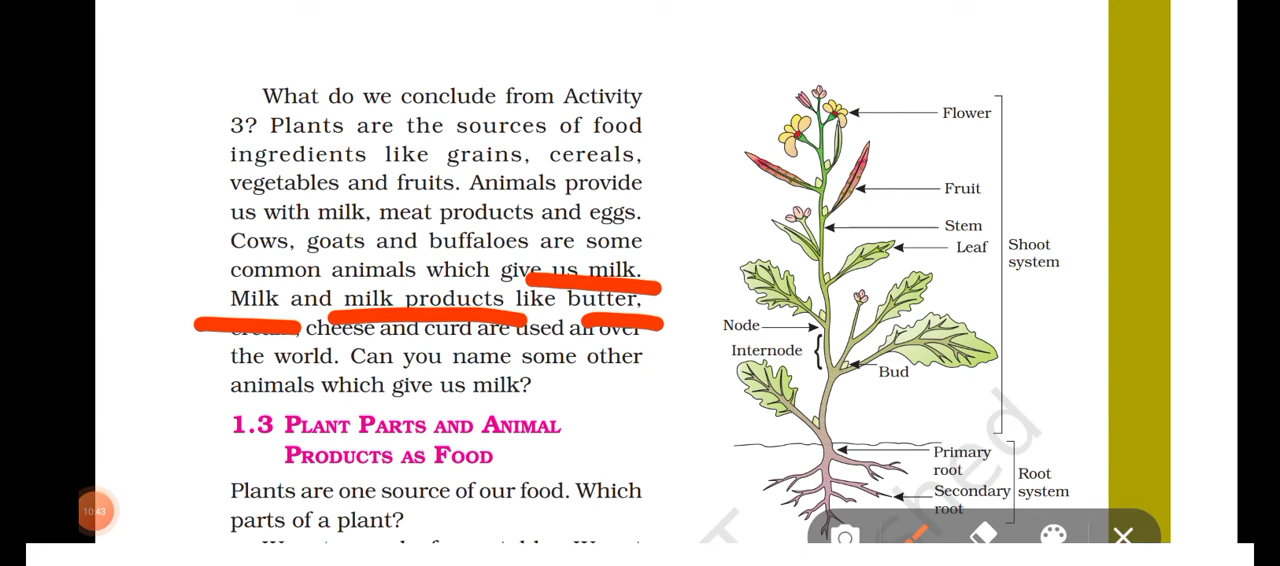 What do we conclude from Activity
3? Plants are the sources of food
ingredients like grains, cereals,
vegetables and fruits. Animals provide
us with milk, meat products and eggs.
Cows, goats and buffaloes are some
common animals which give us milk.
Milk and milk products like butter,
cream, cheese and curd are used all over
the world. Can you name some other
animals which give us milk?
1.3 PLANT PARTS AND ANIMAL
PRODUCTS AS FOOD
Plants are one source of our food. Which
parts of a plant?
Flower
Fruit
Stem
Leaf
Shoot
system
Node
Internode
Bud
Primary
root
Secondary
root
Root
system
10:43